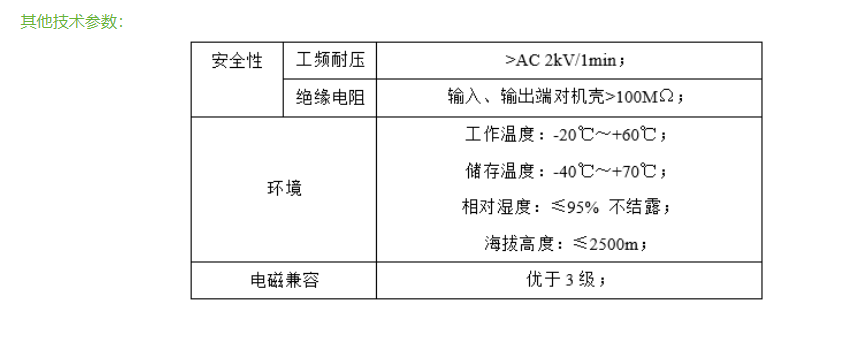 其他技术参数：
安全性 工频耐压 >AC 2kV/1min；
绝缘电阻 输入、输出端对机壳>100MΩ；
工作温度：-20℃～+60℃；
储存温度：-40℃～+70℃；
环境
相对湿度：≤95% 不结露；
海拔高度：≤2500m；
电磁兼容 优于 3 级；